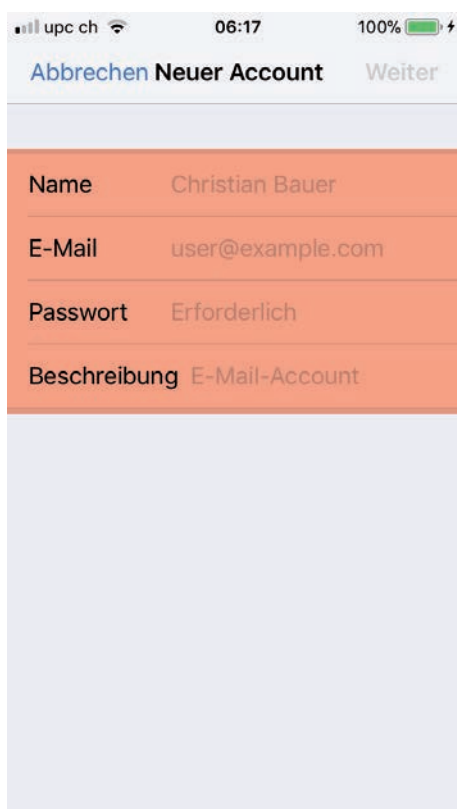 upc ch 06:17 100%
Abbrechen Neuer Account Weiter
Name Christian Bauer
E-Mail user@example.com
Passwort Erforderlich
Beschreibung E-Mail-Account